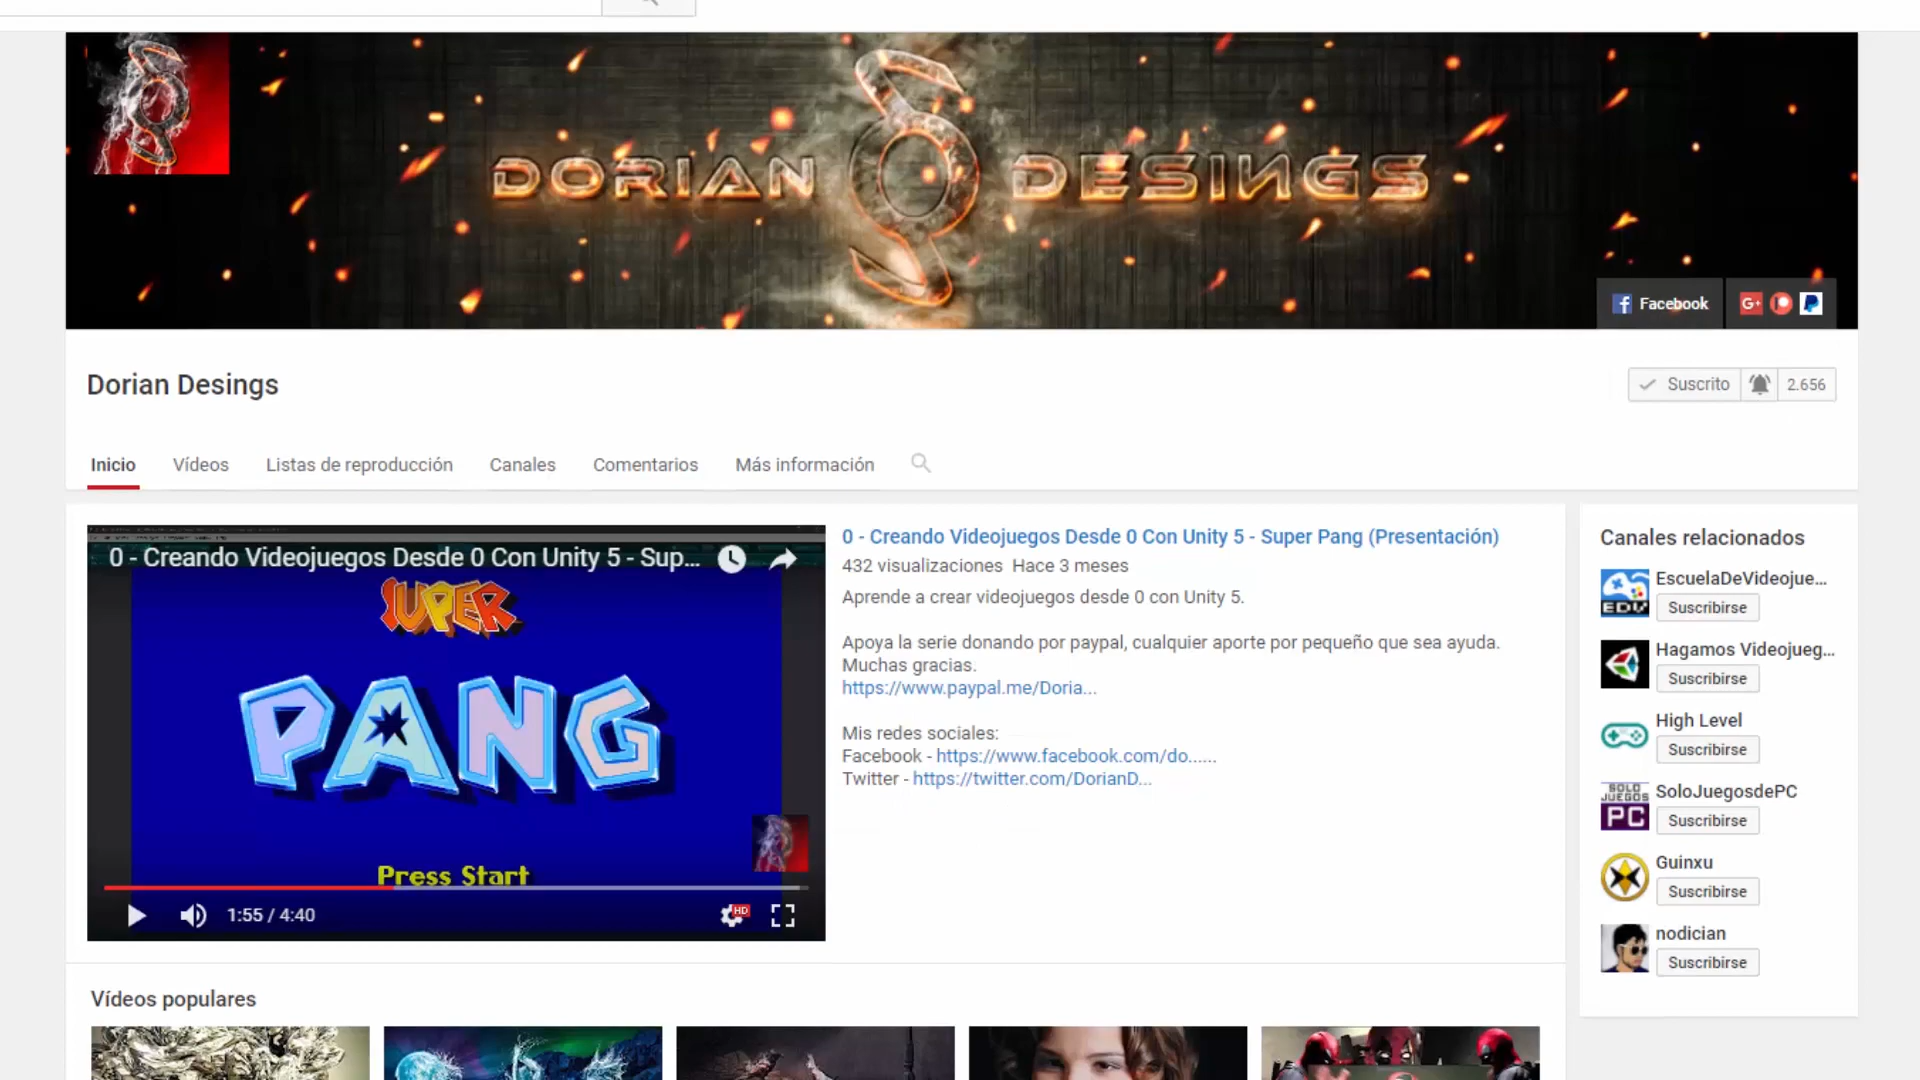 DORIAN DESINGS
Facebook
G+
Dorian Desings
Suscrito
2.656
Inicio
Vídeos
Listas de reproducción
Canales
Comentarios
Más información
0 - Creando Videojuegos Desde 0 Con Unity 5 - Sup...
SUPER
PANG
Press Start
1:55 / 4:40
HD
0 - Creando Videojuegos Desde 0 Con Unity 5 - Super Pang (Presentación)
432 visualizaciones Hace 3 meses
Aprende a crear videojuegos desde 0 con Unity 5.
Apoya la serie donando por paypal, cualquier aporte por pequeño que sea ayuda.
Muchas gracias.
https://www.paypal.me/Doria...
Mis redes sociales:
Facebook - https://www.facebook.com/do......
Twitter - https://twitter.com/DorianD...
Canales relacionados
EDV
EscuelaDeVideojue...
Suscribirse
Hagamos Videojueg...
Suscribirse
High Level
Suscribirse
SOLO
JUEGOS
PC
SoloJuegosdePC
Suscribirse
Guinxu
Suscribirse
nodician
Suscribirse
Vídeos populares